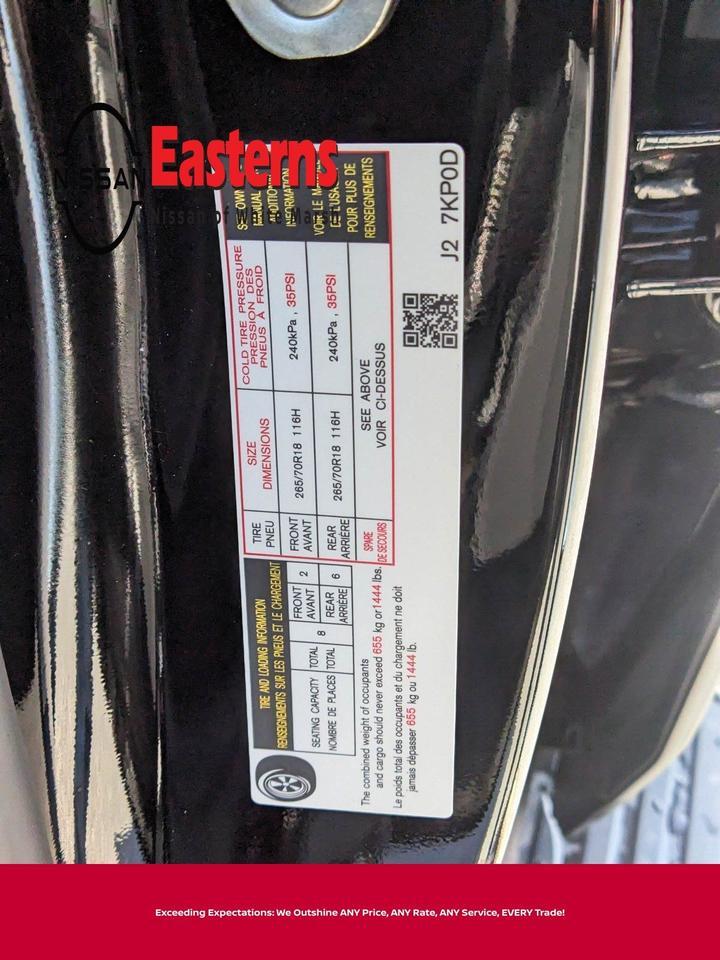 NISSAN
Easterns
Nissan of
TIRE AND LOADING INFORMATION
RENSEIGNEMENTS SUR LES PNEUS ET LE CHARGEMENT
SEATING CAPACITY TOTAL 8 FRONT 2 REAR 6
NOMBRE DE PLACES TOTAL AVANT ARRIÈRE
The combined weight of occupants
and cargo should never exceed 655 kg or 1444 lbs.
Le poids total des occupants et du chargement ne doit
jamais dépasser 655 kg ou 1444 lb.
TIRE
PNEU
SIZE
DIMENSIONS
COLD TIRE PRESSURE
PRESSION DES
PNEUS À FROID
FRONT
AVANT
265/70R18 116H
240kPa , 35PSI
REAR
ARRIÈRE
265/70R18 116H
240kPa , 35PSI
SPARE
DE SECOURS
SEE ABOVE
VOIR CI-DESSUS
MANUAL
INFORMATION
POUR PLUS DE
RENSEIGNEMENTS
J2 7KP0D
Exceeding Expectations: We Outshine ANY Price, ANY Rate, ANY Service, EVERY Trade!